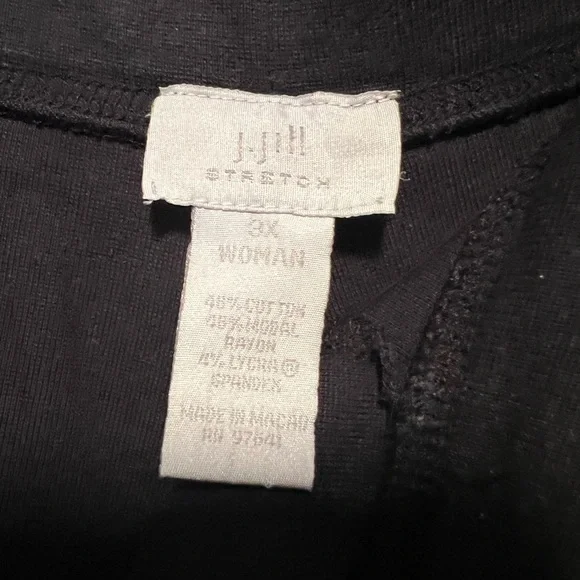 J.Jill
STRETCH
3X
WOMAN
48% COTTON
48% MODAL
RAYON
4% LYCRA®
SPANDEX
MADE IN MACAO
RN 97641